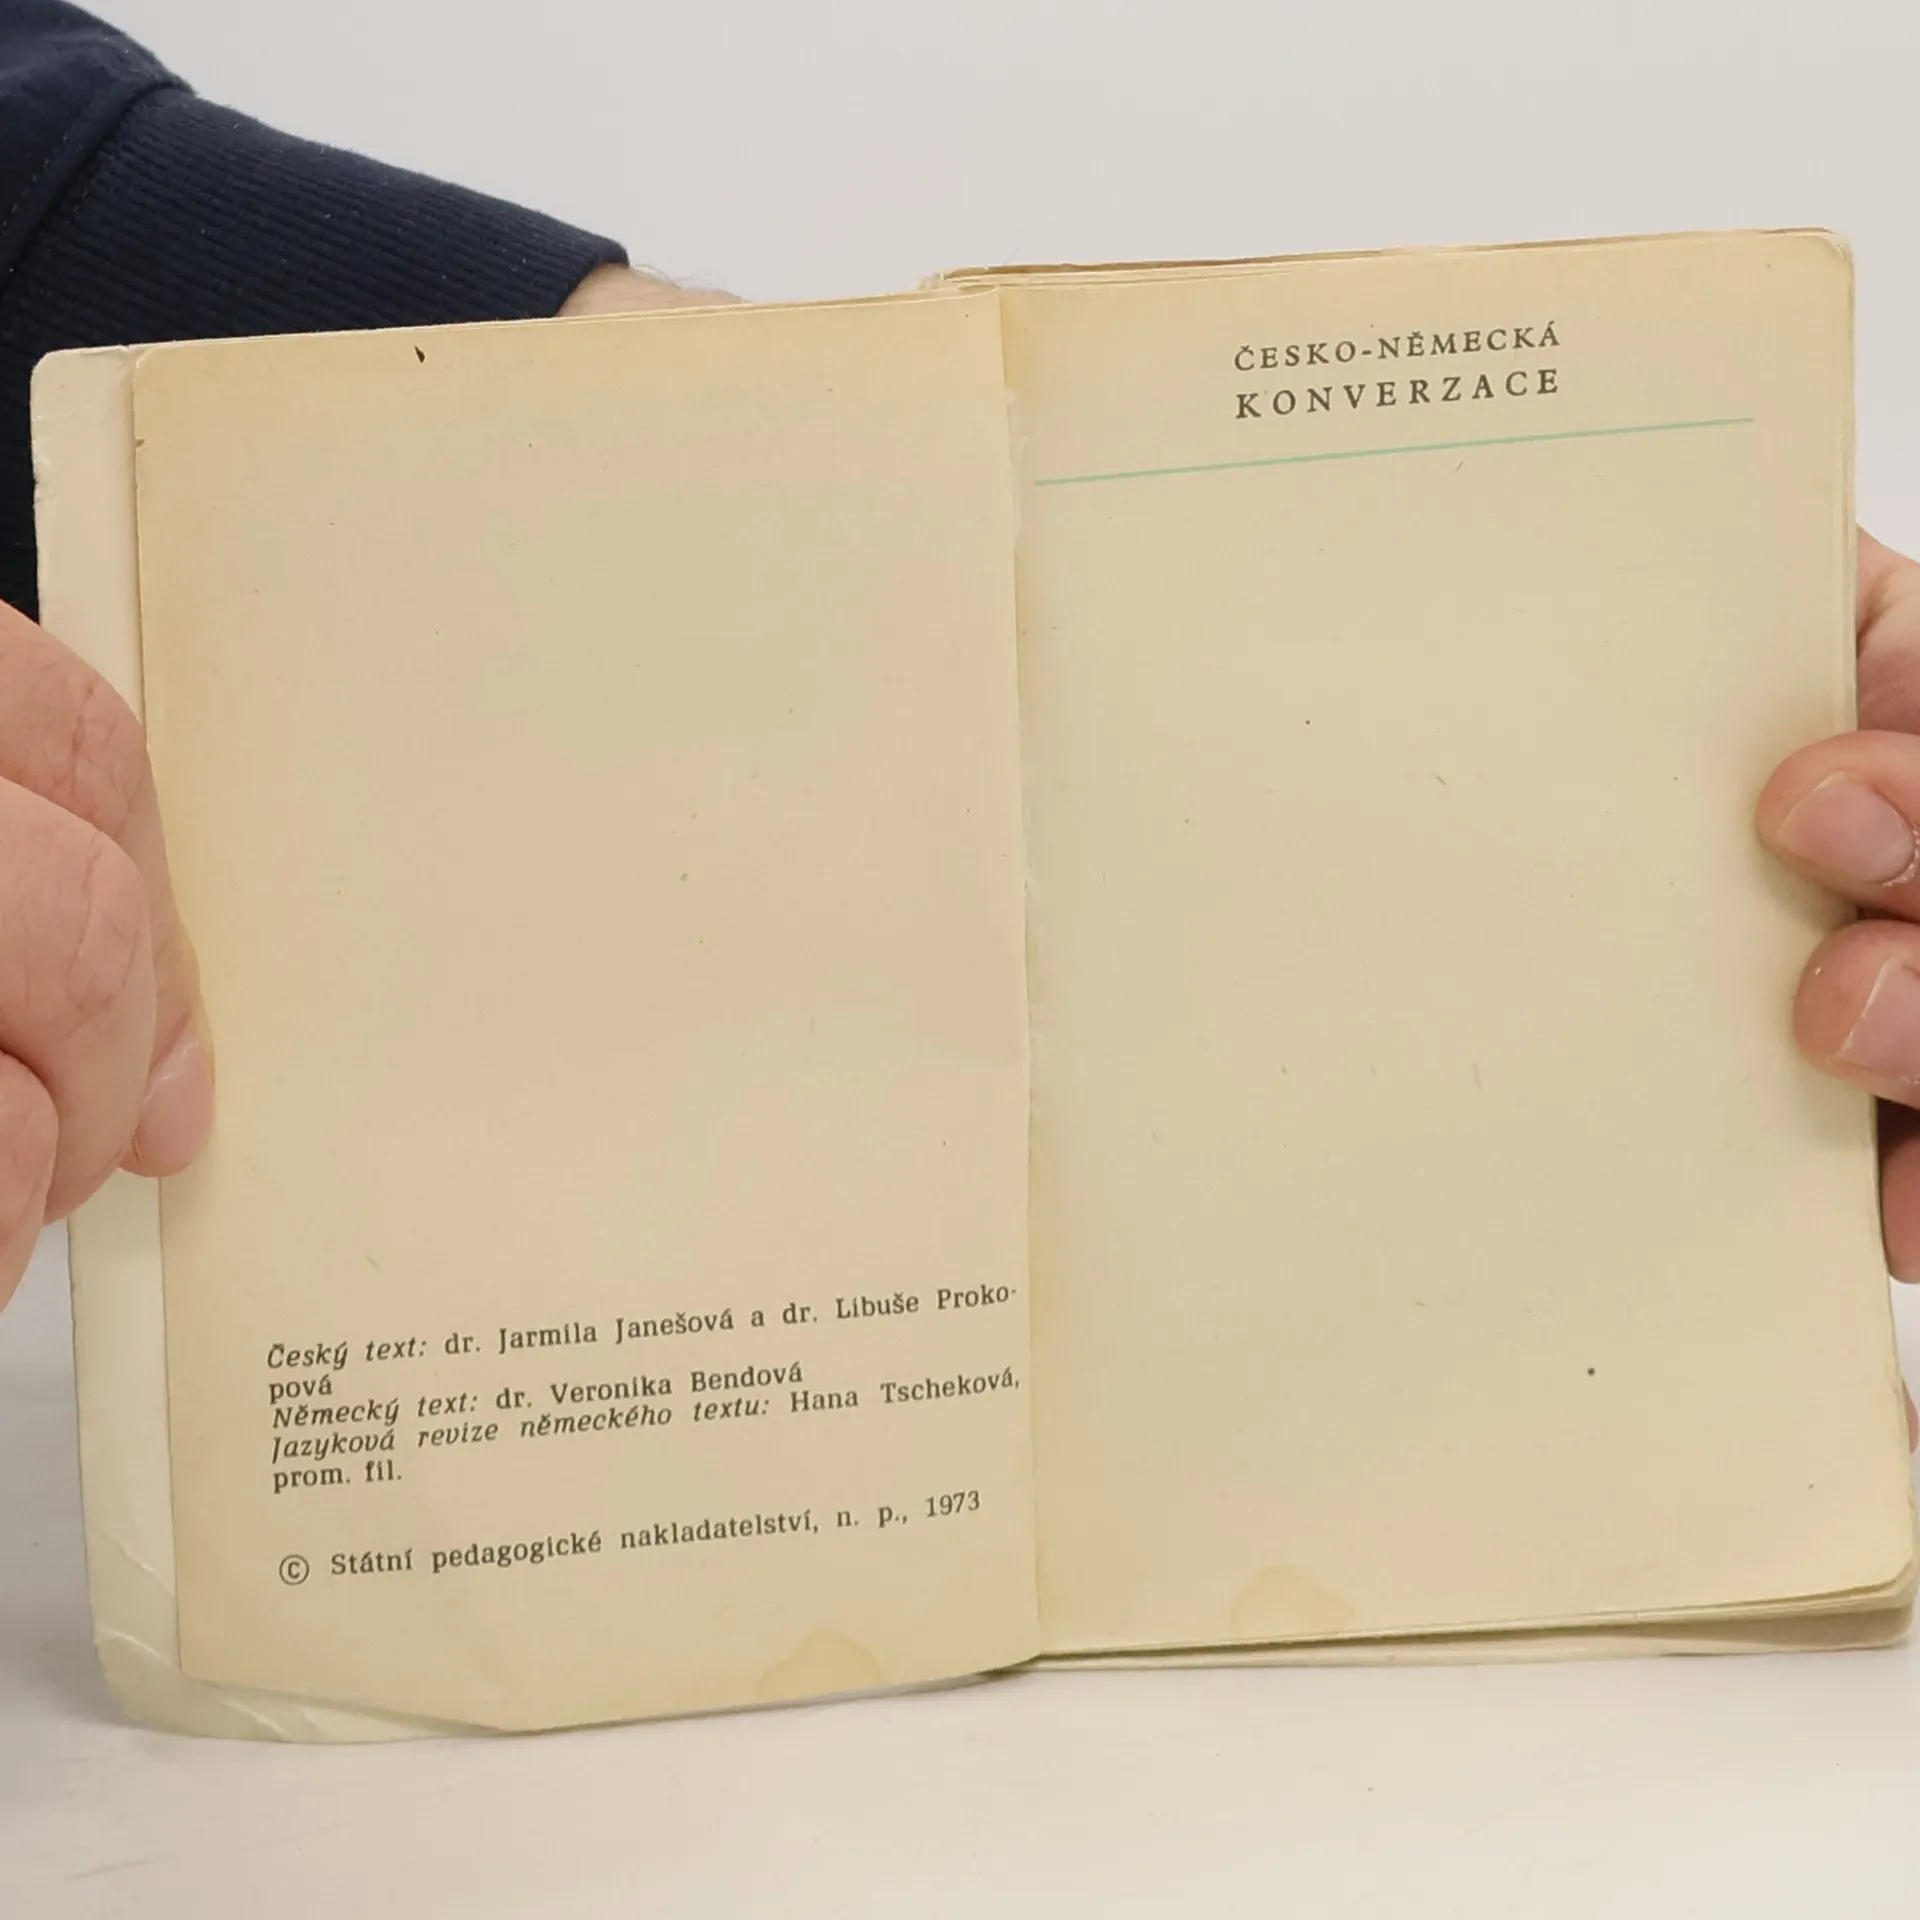 Český text: dr. Jarmila Janešová a dr. Libuše Proko-
pová
Německý text: dr. Veronika Bendová
Jazyková revize německého textu: Hana Tscheková,
prom. fil.
© Státní pedagogické nakladatelství, n. p., 1973
ČESKO-NĚMECKÁ
KONVERZACE